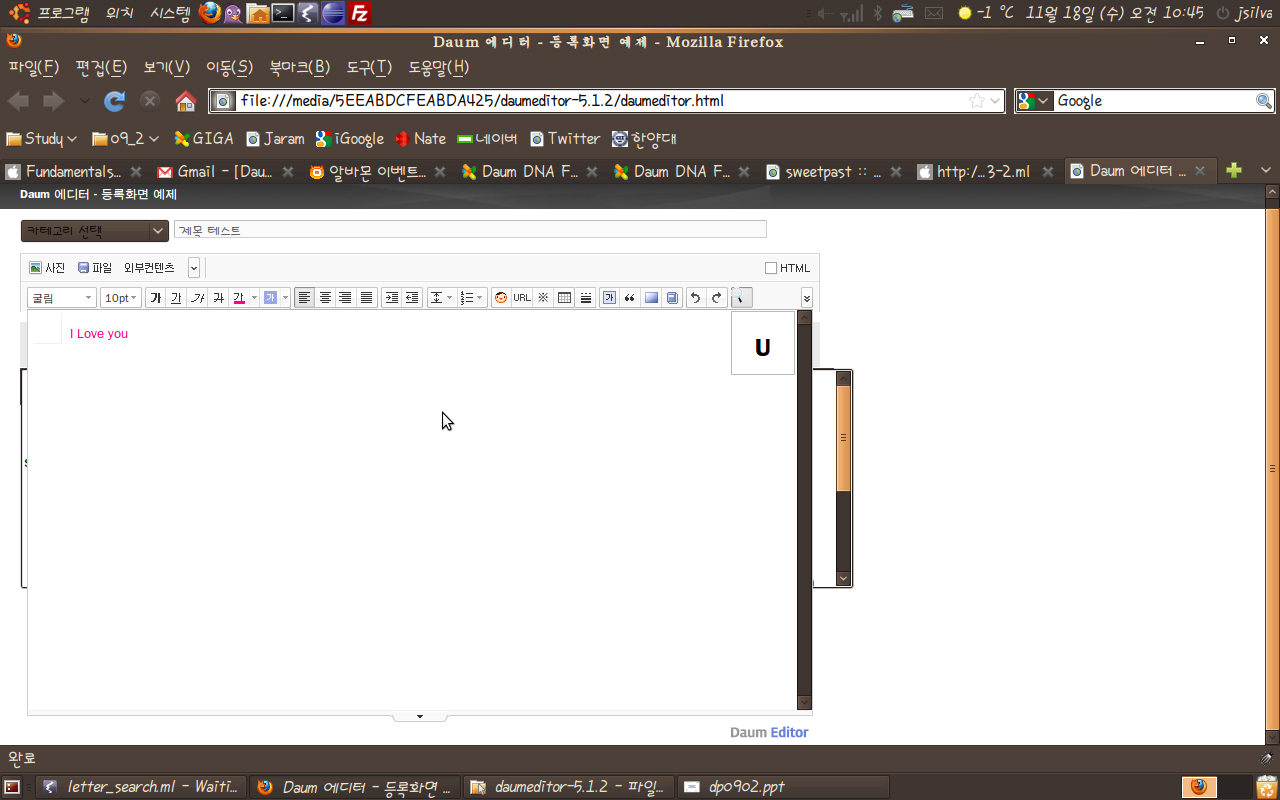 프로그램 위치 시스템 -1 °C 11월 18일 (수) 오전 10:45 jsilva
Daum 에디터 - 등록화면 예제 - Mozilla Firefox
파일(F) 편집(E) 보기(V) 이동(S) 북마크(B) 도구(T) 도움말(H)
file:///media/5EEABDCFEABDA425/daumeditor-5.1.2/daumeditor.html Google
Study 09_2 GIGA Jaram iGoogle Nate 네이버 Twitter 한양대
Fundamentals... Gmail - [Dau... 알바몬 이벤트... Daum DNA F... Daum DNA F... sweetpast :: ... http:/...3-2.ml Daum 에디터 ...
Daum 에디터 - 등록화면 예제
카테고리 선택 제목 테스트
사진 파일 외부컨텐츠 HTML
굴림 10pt 가 가 가 가 가 가 URL ※ 가
I Love you
U
Daum Editor
완료
letter_search.ml - Waiti... Daum 에디터 - 등록화면 ... daumeditor-5.1.2 - 파일... dp0902.ppt